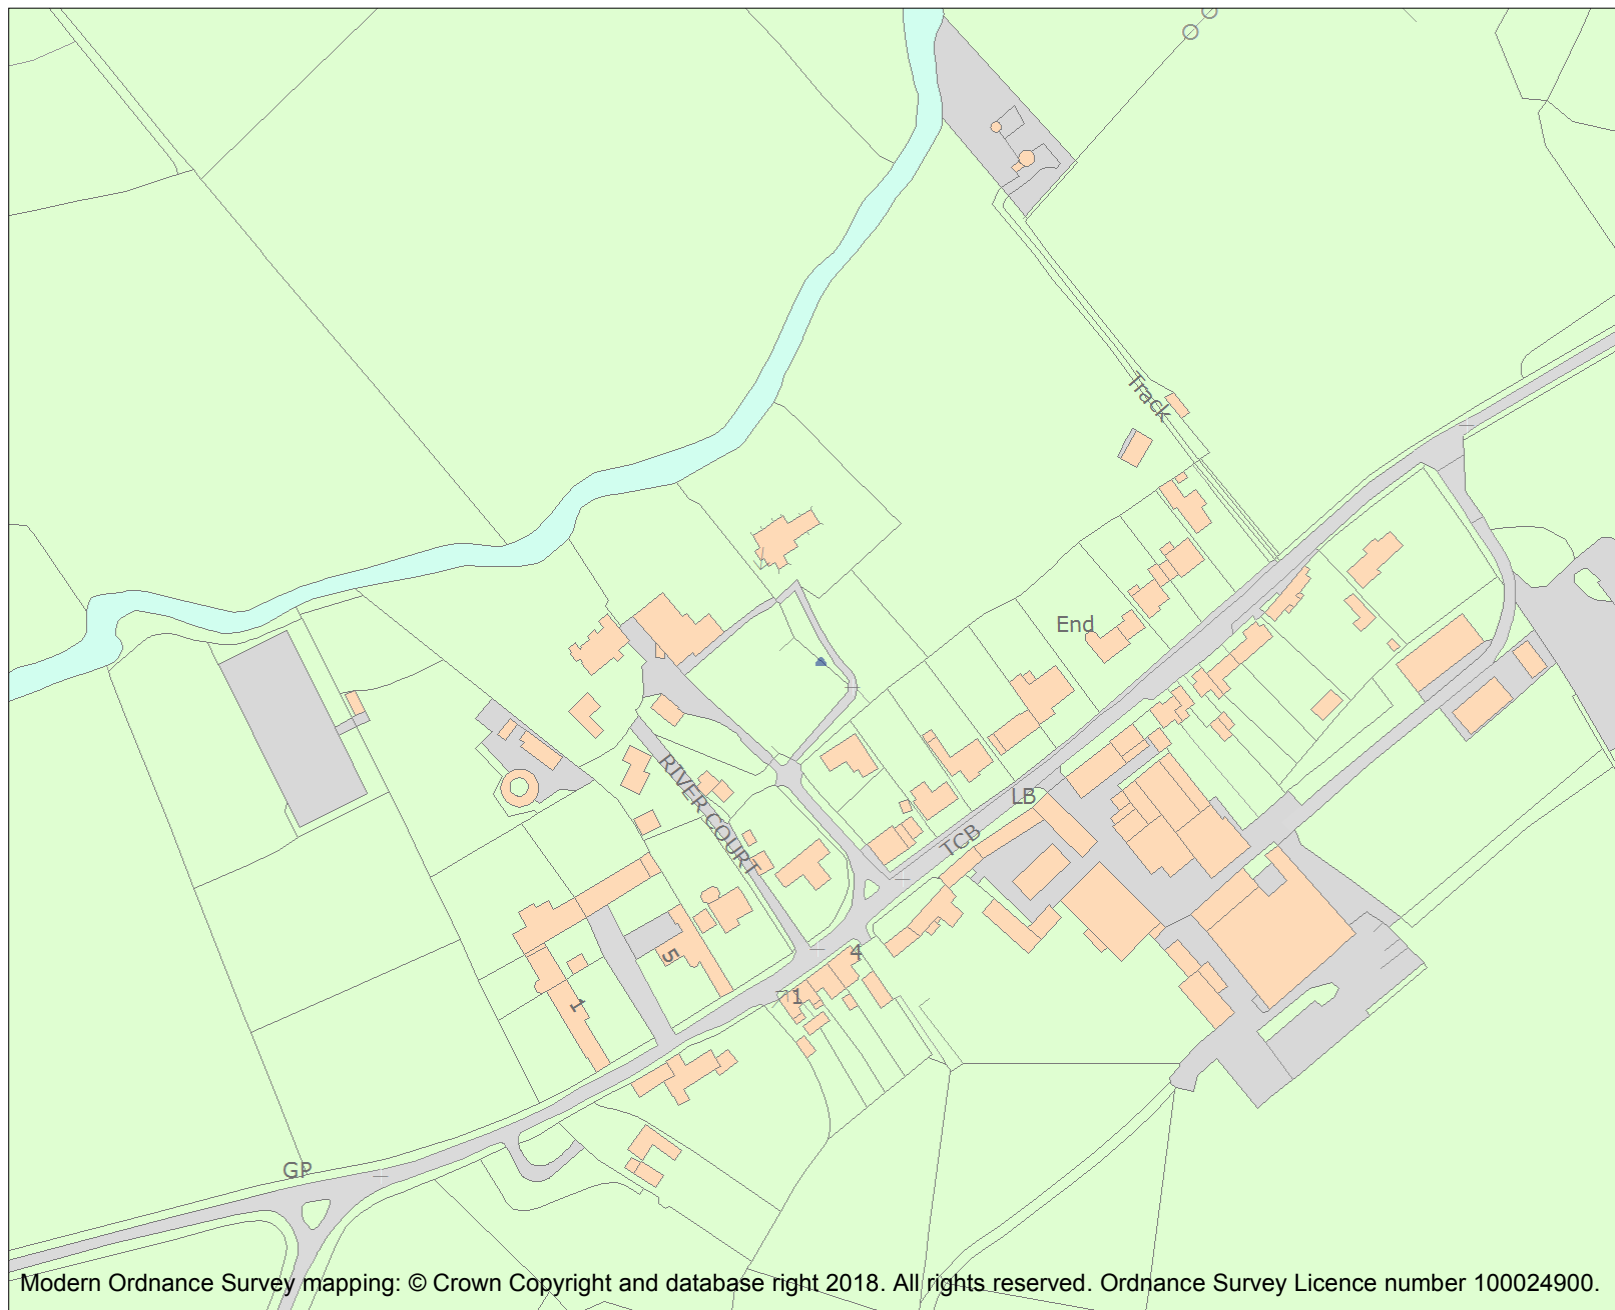 Track
End
RIVER COURT
LB
TCB
4
5
1
1
GP
Modern Ordnance Survey mapping: © Crown Copyright and database right 2018. All rights reserved. Ordnance Survey Licence number 100024900.